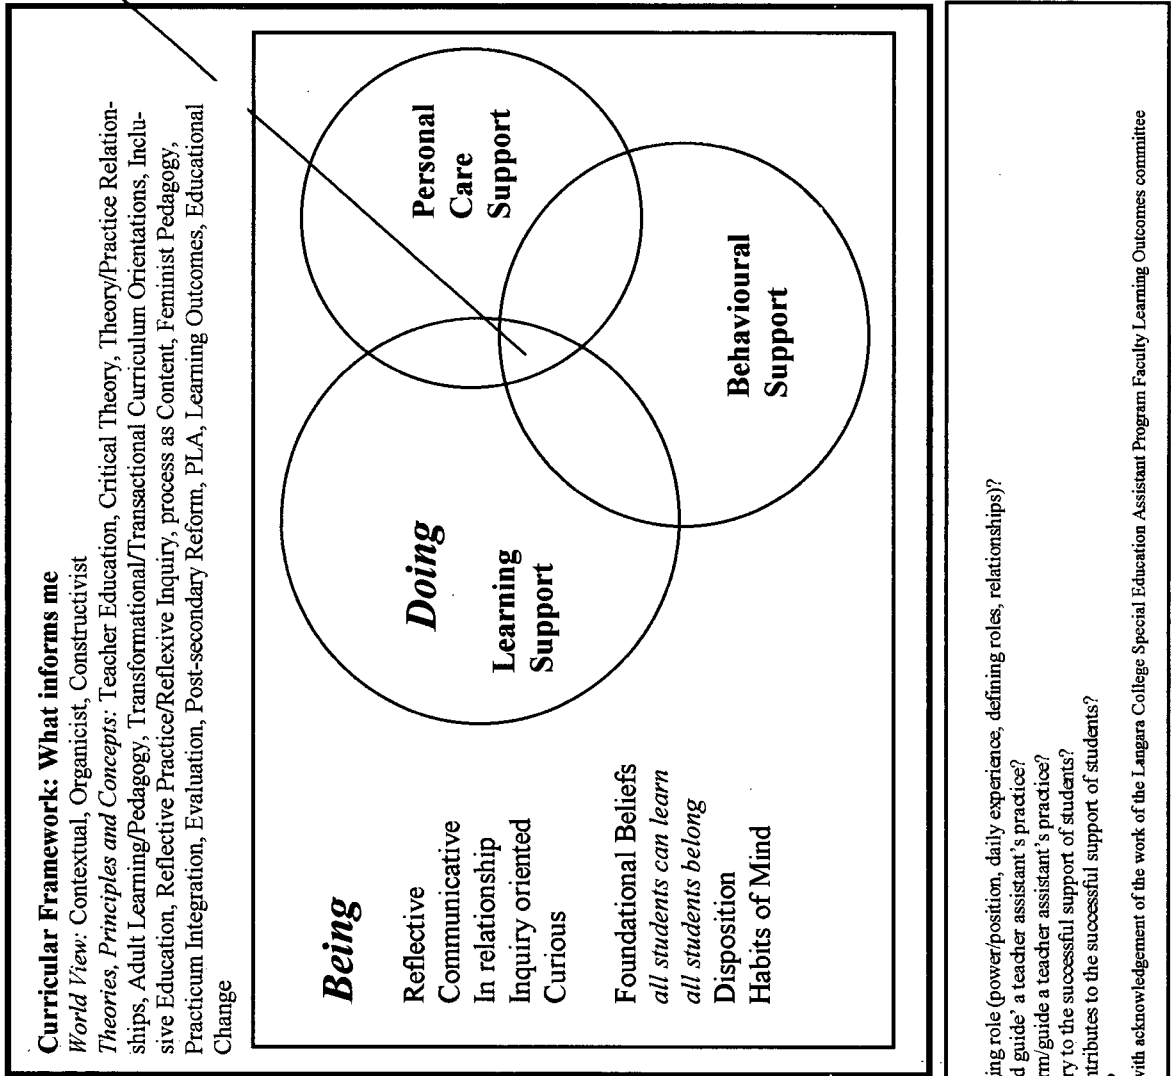 Curricular Framework: What informs me
World View: Contextual, Organicist, Constructivist
Theories, Principles and Concepts: Teacher Education, Critical Theory, Theory/Practice Relation-
ships, Adult Learning/Pedagogy, Transformational/Transactional Curriculum Orientations, Inclu-
sive Education, Reflective Practice/Reflexive Inquiry, process as Content, Feminist Pedagogy,
Practicum Integration, Evaluation, Post-secondary Reform, PLA, Learning Outcomes, Educational
Change
Being
Reflective
Communicative
In relationship
Inquiry oriented
Curious
Foundational Beliefs
all students can learn
all students belong
Disposition
Habits of Mind
Doing
Learning
Support
Personal
Care
Support
Behavioural
Support
ing role (power/position, daily experience, defining roles, relationships)?
d guide' a teacher assistant's practice?
rm/guide a teacher assistant's practice?
ry to the successful support of students?
ntributes to the successful support of students?
?
with acknowledgement of the work of the Langara College Special Education Assistant Program Faculty Learning Outcomes committee